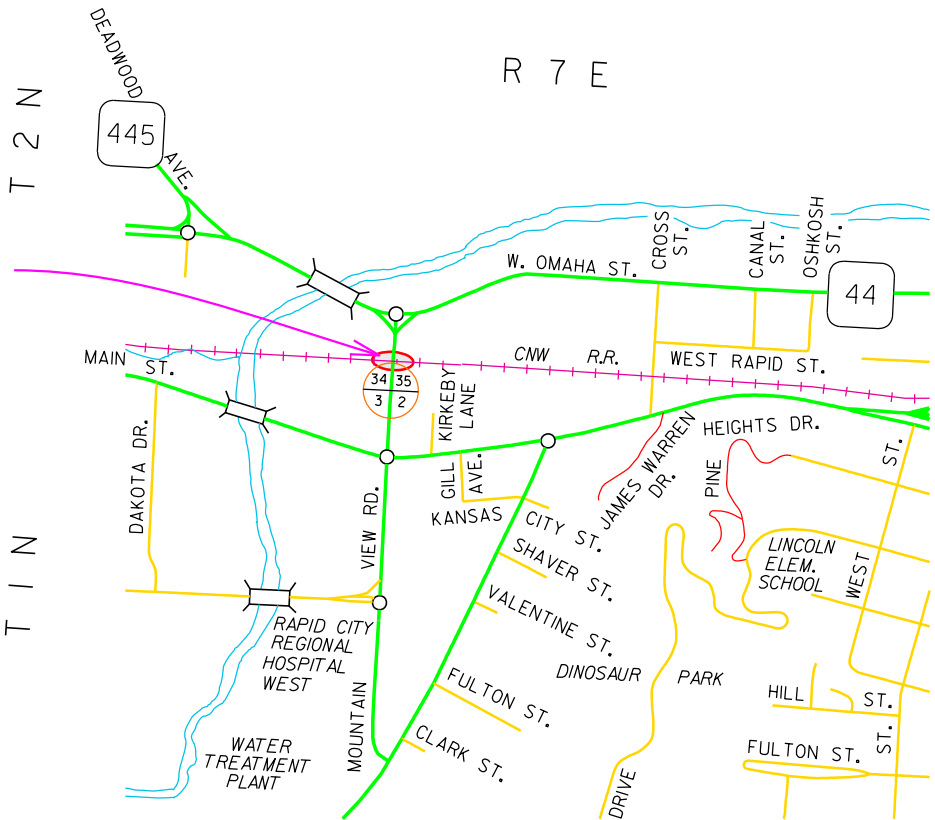 DEADWOOD
AVE.
445
R 7 E
T 2 N
T 1 N
W. OMAHA ST.
CROSS
ST.
CANAL
ST.
OSHKOSH
ST.
44
MAIN ST.
CNW R.R.
WEST RAPID ST.
34 35
3 2
KIRKEBY
LANE
HEIGHTS DR.
PINE
JAMES WARREN
DR.
DAKOTA DR.
VIEW RD.
MOUNTAIN
GILL
AVE.
KANSAS
CITY ST.
SHAVER ST.
VALENTINE ST.
FULTON ST.
CLARK ST.
LINCOLN
ELEM.
SCHOOL
WEST
ST.
RAPID CITY
REGIONAL
HOSPITAL
WEST
DINOSAUR PARK
DRIVE
HILL ST.
ST.
FULTON ST.
WATER
TREATMENT
PLANT